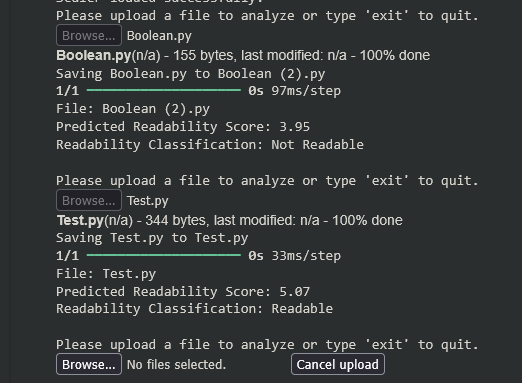 Scaler loaded successfully.
Please upload a file to analyze or type 'exit' to quit.
Browse... Boolean.py
Boolean.py(n/a) - 155 bytes, last modified: n/a - 100% done
Saving Boolean.py to Boolean (2).py
1/1 ━━━━━━━━━━━━━━━━━━━━ 0s 97ms/step
File: Boolean (2).py
Predicted Readability Score: 3.95
Readability Classification: Not Readable
Please upload a file to analyze or type 'exit' to quit.
Browse... Test.py
Test.py(n/a) - 344 bytes, last modified: n/a - 100% done
Saving Test.py to Test.py
1/1 ━━━━━━━━━━━━━━━━━━━━ 0s 33ms/step
File: Test.py
Predicted Readability Score: 5.07
Readability Classification: Readable
Please upload a file to analyze or type 'exit' to quit.
Browse... No files selected. Cancel upload